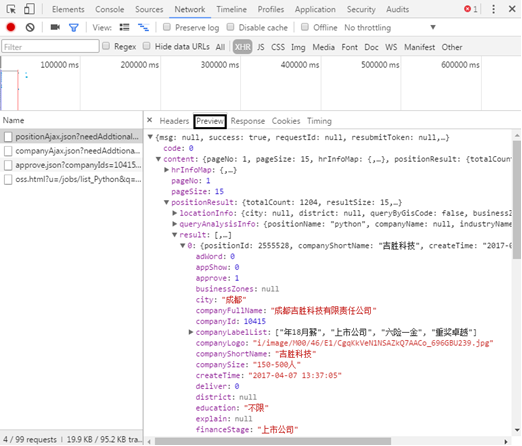 Elements Console Sources Network Timeline Profiles Application Security Audits 1
Preserve log Disable cache Offline No throttling
Filter Regex Hide data URLs All XHR JS CSS Img Media Font Doc WS Manifest Other
100000 ms 200000 ms 300000 ms 400000 ms 500000 ms 600000 ms
Name
Headers Preview Response Cookies Timing
positionAjax.json?needAddtional...
companyAjax.json?needAddtional...
approve.json?companyIds=10415...
oss.html?u=/jobs/list_Python&q=...
{msg: null, success: true, requestId: null, resubmitToken: null,…}
code: 0
content: {pageNo: 1, pageSize: 15, hrInfoMap: {,…}, positionResult: {totalCount
hrInfoMap: {,…}
pageNo: 1
pageSize: 15
positionResult: {totalCount: 1204, resultSize: 15,…}
locationInfo: {city: null, district: null, queryByGisCode: false, businessZ
queryAnalysisInfo: {positionName: "python", companyName: null, industryName
result: [,…]
0: {positionId: 2555528, companyShortName: "吉胜科技", createTime: "2017-0
adWord: 0
appShow: 0
approve: 1
businessZones: null
city: "成都"
companyFullName: "成都吉胜科技有限责任公司"
companyId: 10415
companyLabelList: ["年18月薪", "上市公司", "六险一金", "重奖卓越"]
companyLogo: "i/image/M00/46/E1/CgqKkVeN1NSAZkQ7AACo_696GBU239.jpg"
companyShortName: "吉胜科技"
companySize: "150-500人"
createTime: "2017-04-07 13:37:05"
deliver: 0
district: null
education: "不限"
explain: null
financeStage: "上市公司"
4 / 99 requests | 19.9 KB / 95.2 KB tra...